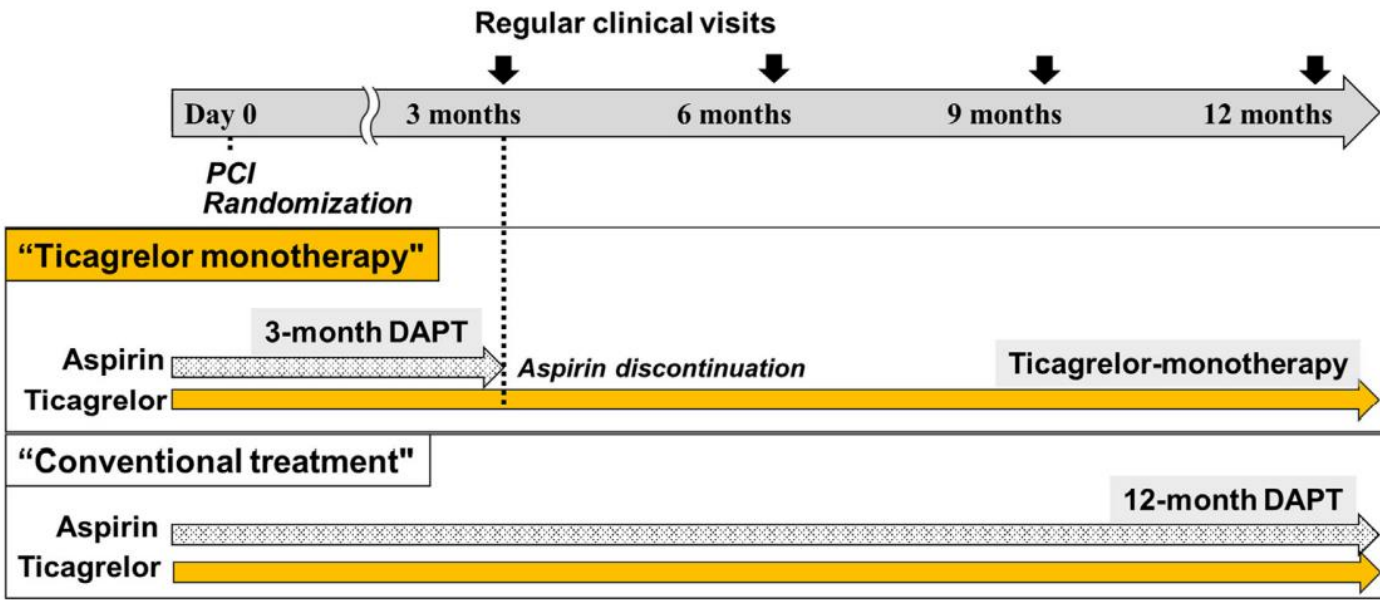 Regular clinical visits
Day 0
3 months
6 months
9 months
12 months
PCI
Randomization
“Ticagrelor monotherapy"
3-month DAPT
Aspirin
Aspirin discontinuation
Ticagrelor-monotherapy
Ticagrelor
“Conventional treatment"
12-month DAPT
Aspirin
Ticagrelor